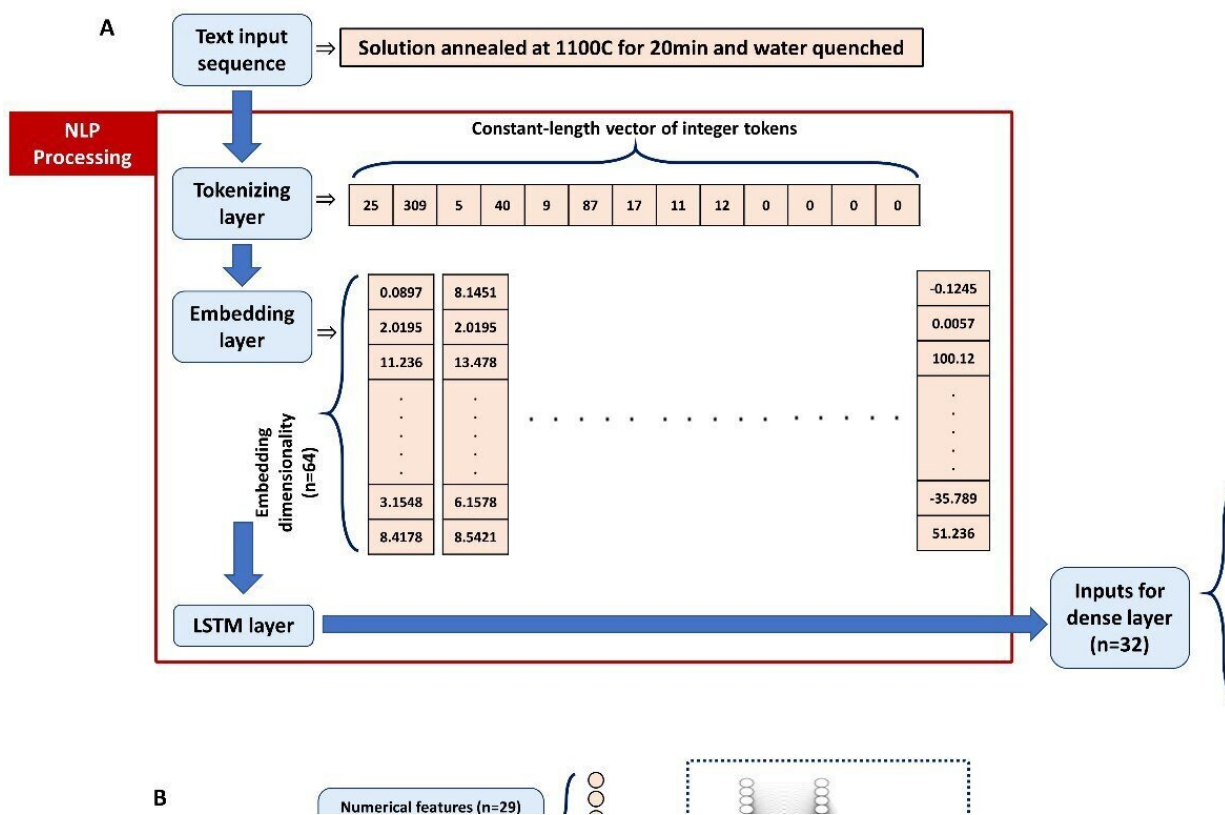 A
Text input
sequence
⇒
Solution annealed at 1100C for 20min and water quenched
NLP
Processing
Constant-length vector of integer tokens
Tokenizing
layer
⇒
25 309 5 40 9 87 17 11 12 0 0 0 0
Embedding
layer
⇒
0.0897 8.1451 -0.1245
2.0195 2.0195 0.0057
11.236 13.478 100.12
Embedding
dimensionality
(n=64)
3.1548 6.1578 -35.789
8.4178 8.5421 51.236
LSTM layer
Inputs for
dense layer
(n=32)
B
Numerical features (n=29)